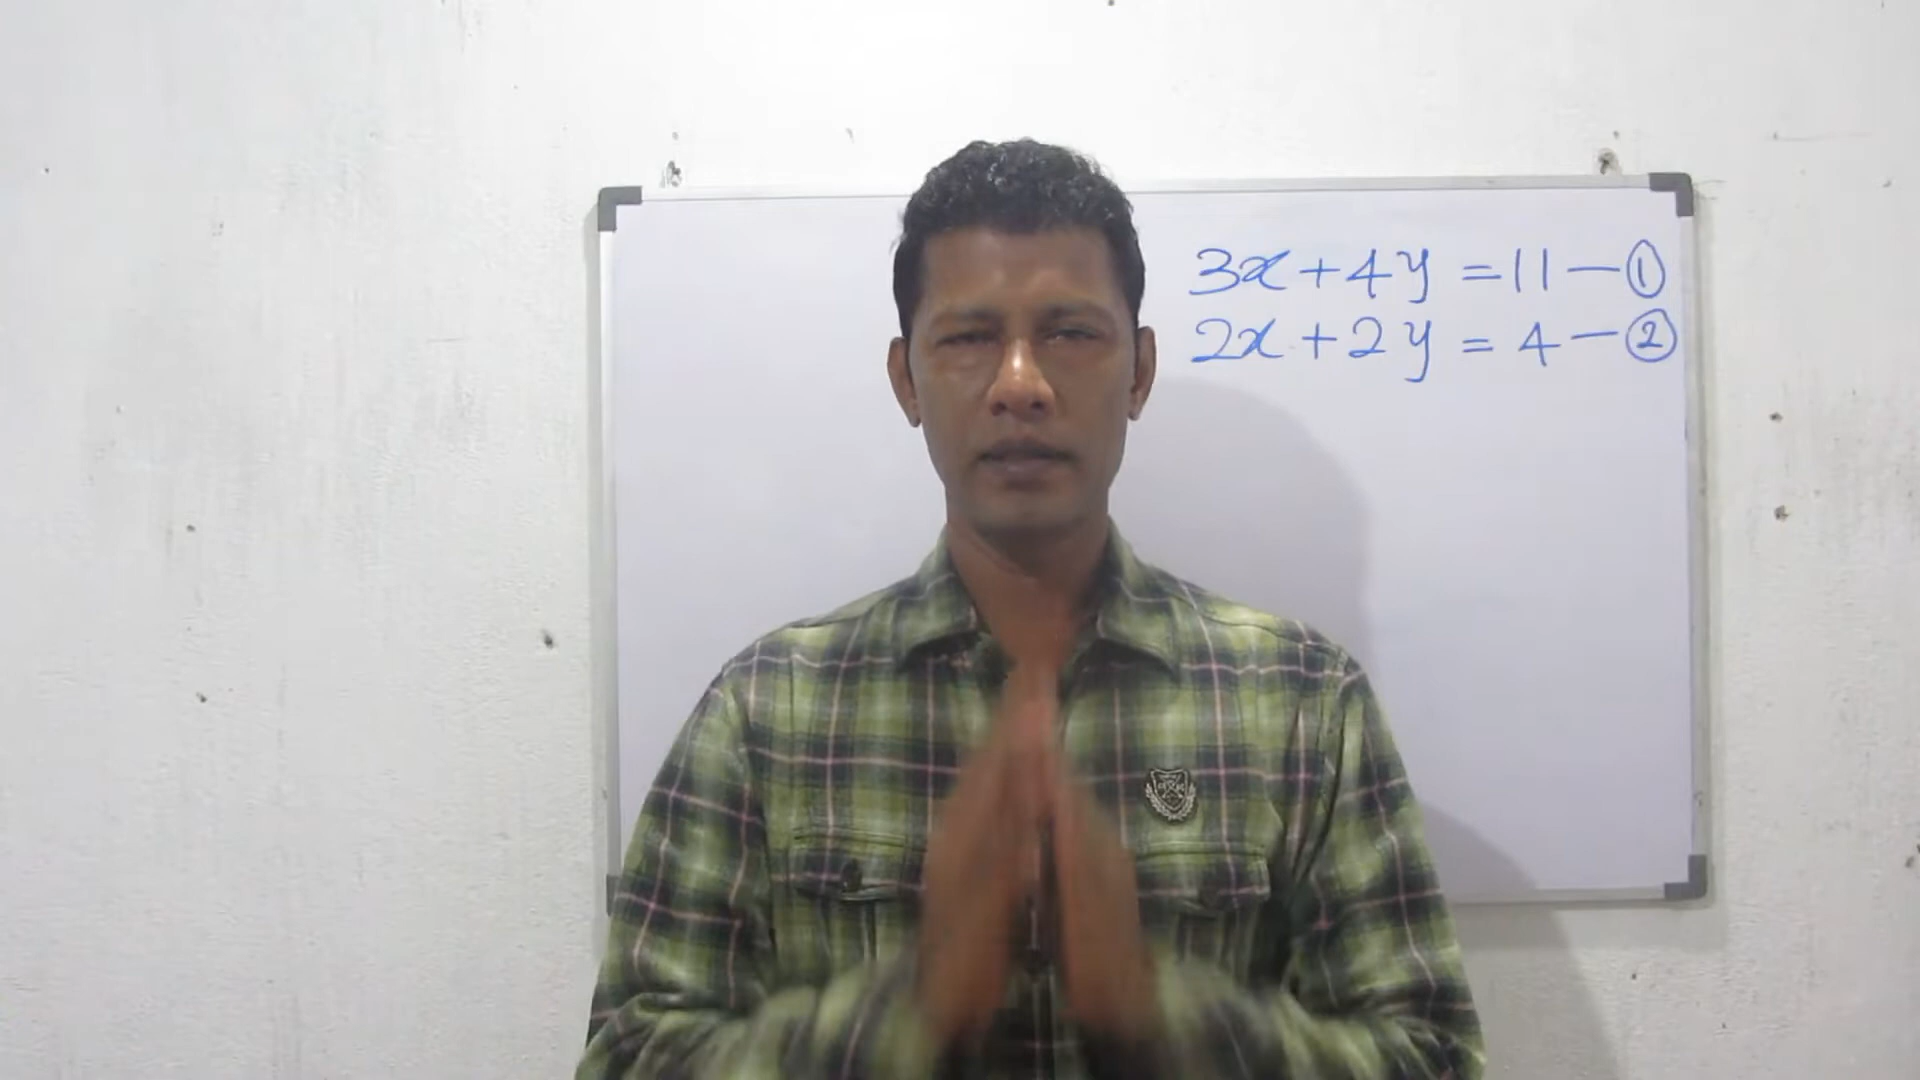 3x+4y = 11 — ①
2x+2y = 4 — ②